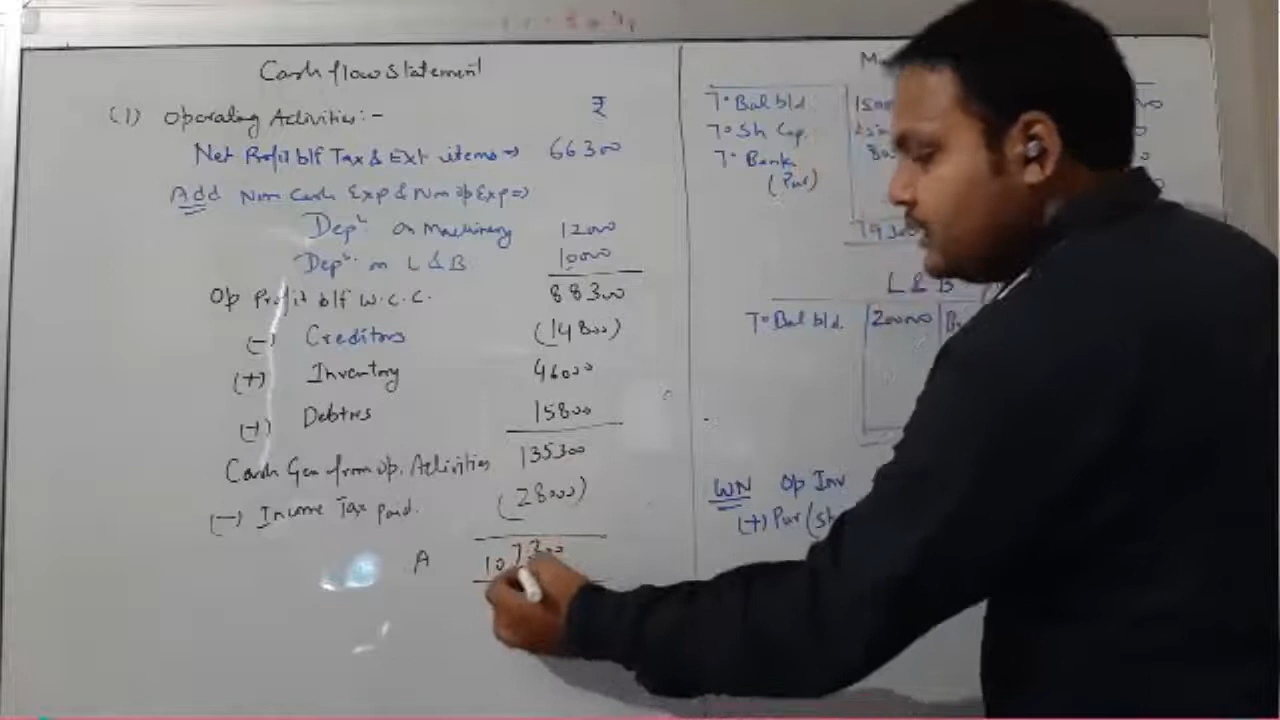 Cash flow Statement
(1) Operating Activities:- ₹
Net Profit b/f Tax & Ext items => 66300
Add Non Cash Exp & Non op Exp =>
Depn on Machinery 12000
Depn on L & B 10000
Op Profit b/f W.C.C. 88300
(-) Creditors (14800)
(+) Inventory 46000
(+) Debtors 15800
Cash Gen from Op. Activities 135300
(-) Income Tax Paid. (28000)
A 107300
To Bal b/d.
To Sh Cap.
To Bank
(Pur)
L & B
To Bal b/d. 200000
WN Op Inv
(+) Pur